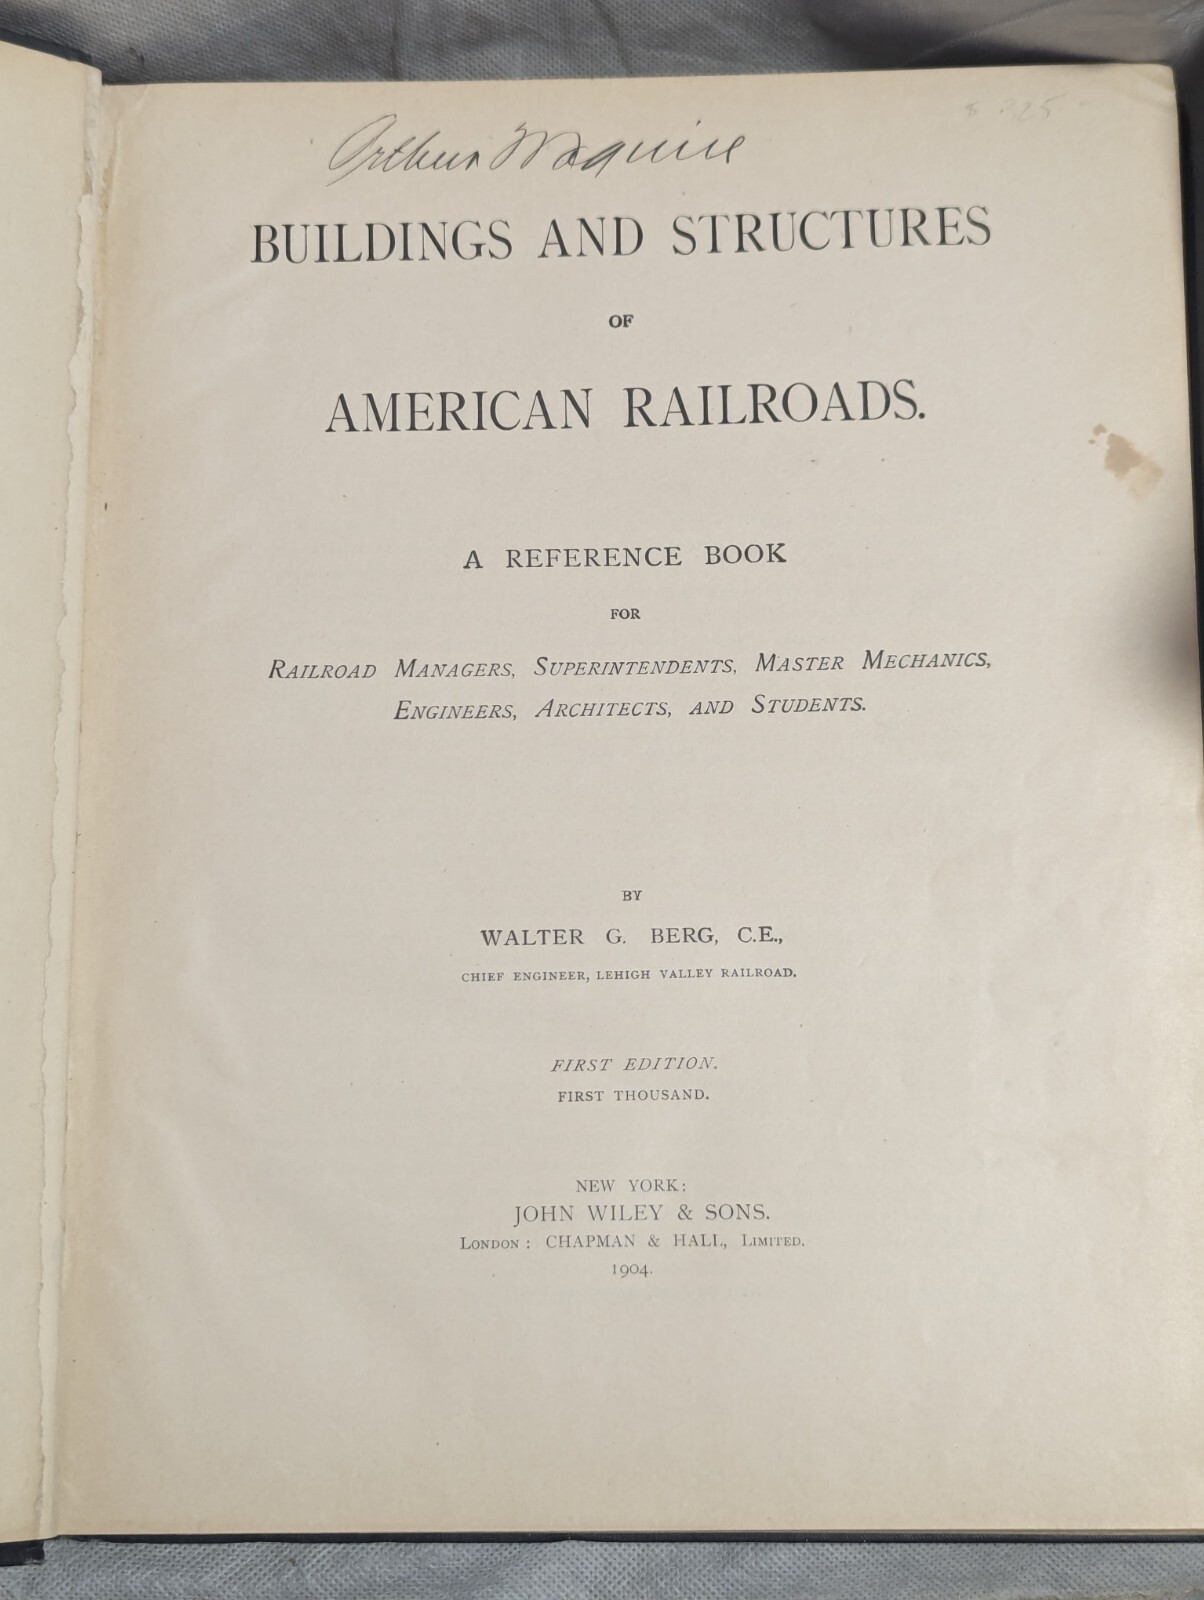 Arthur Maguire
$ 325-
BUILDINGS AND STRUCTURES
OF
AMERICAN RAILROADS.
A REFERENCE BOOK
FOR
RAILROAD MANAGERS, SUPERINTENDENTS, MASTER MECHANICS,
ENGINEERS, ARCHITECTS, AND STUDENTS.
BY
WALTER G. BERG, C.E.,
CHIEF ENGINEER, LEHIGH VALLEY RAILROAD.
FIRST EDITION.
FIRST THOUSAND.
NEW YORK:
JOHN WILEY & SONS.
LONDON: CHAPMAN & HALL, LIMITED.
1904.